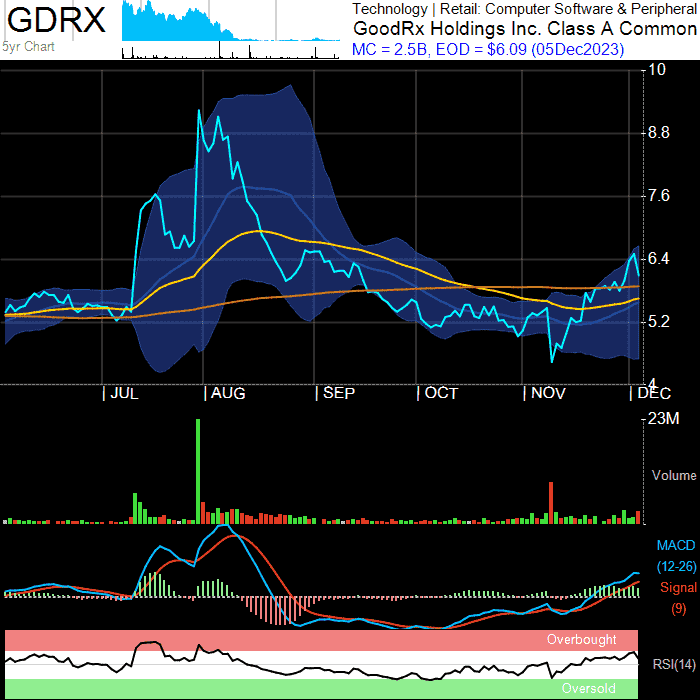 GDRX
5yr Chart
Technology | Retail: Computer Software & Peripheral
GoodRx Holdings Inc. Class A Common
MC = 2.5B, EOD = $6.09 (05Dec2023)
10
8.8
7.6
6.4
5.2
4
| JUL | AUG | SEP | OCT | NOV | DEC
23M
Volume
MACD
(12-26)
Signal
(9)
Overbought
RSI(14)
Oversold